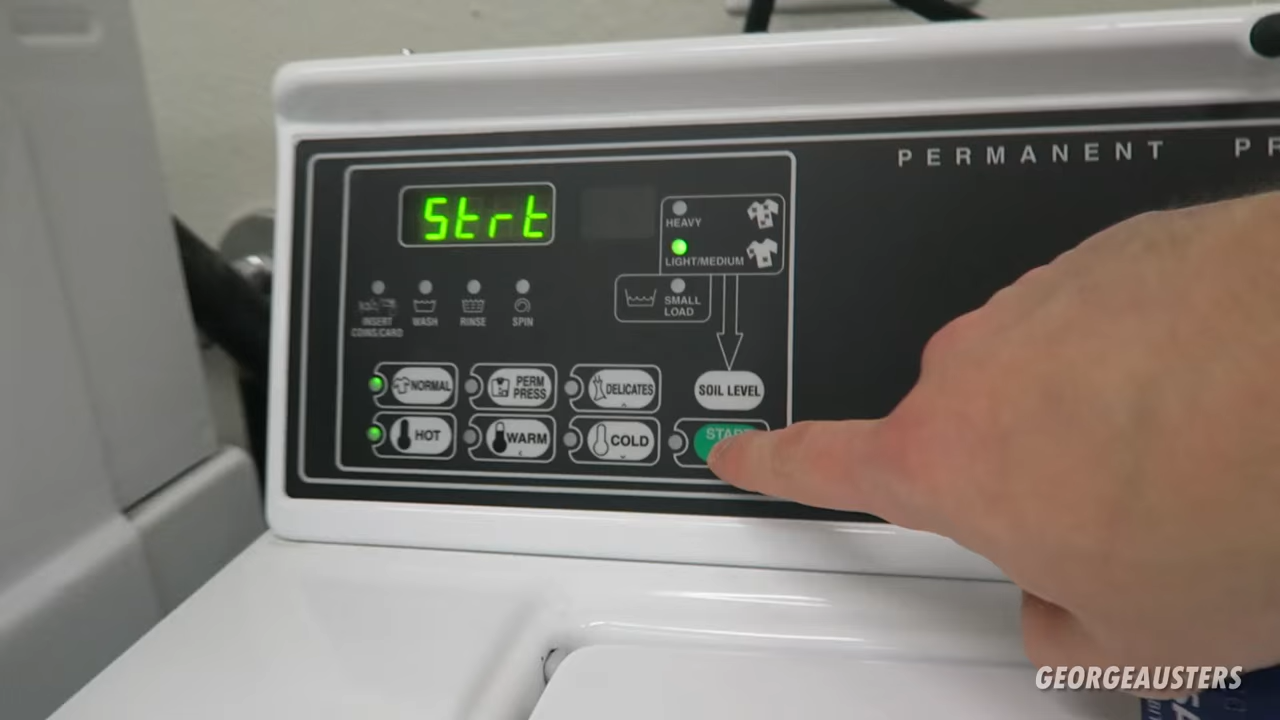 PERMANENT PR
Strt
HEAVY
LIGHT/MEDIUM
SMALL
LOAD
INSERT
COINS/CARD
WASH
RINSE
SPIN
NORMAL
PERM
PRESS
DELICATES
SOIL LEVEL
HOT
WARM
COLD
START
GEORGEAUSTERS